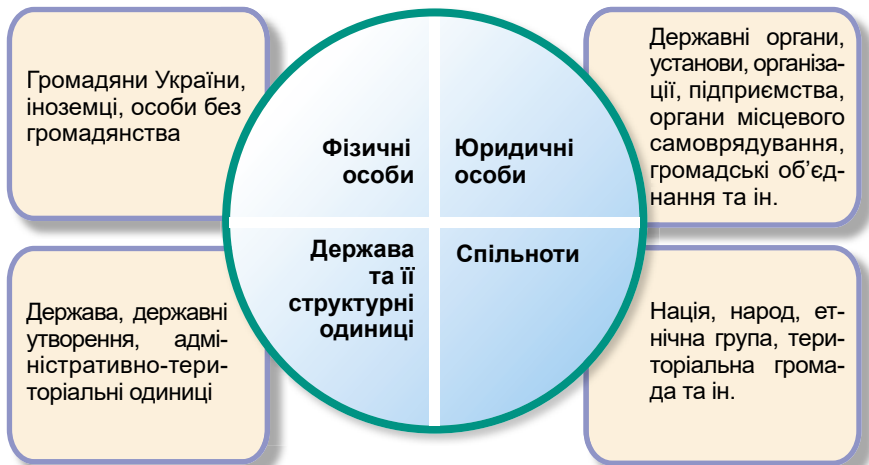 Громадяни України,
іноземці, особи без
громадянства
Фізичні
особи
Юридичні
особи
Державні органи,
установи, організа-
ції, підприємства,
органи місцевого
самоврядування,
громадські об’єд-
нання та ін.
Держава, державні
утворення, адмі-
ністративно-тери-
торіальні одиниці
Держава
та її
структурні
одиниці
Спільноти
Нація, народ, ет-
нічна група, тери-
торіальна грома-
да та ін.